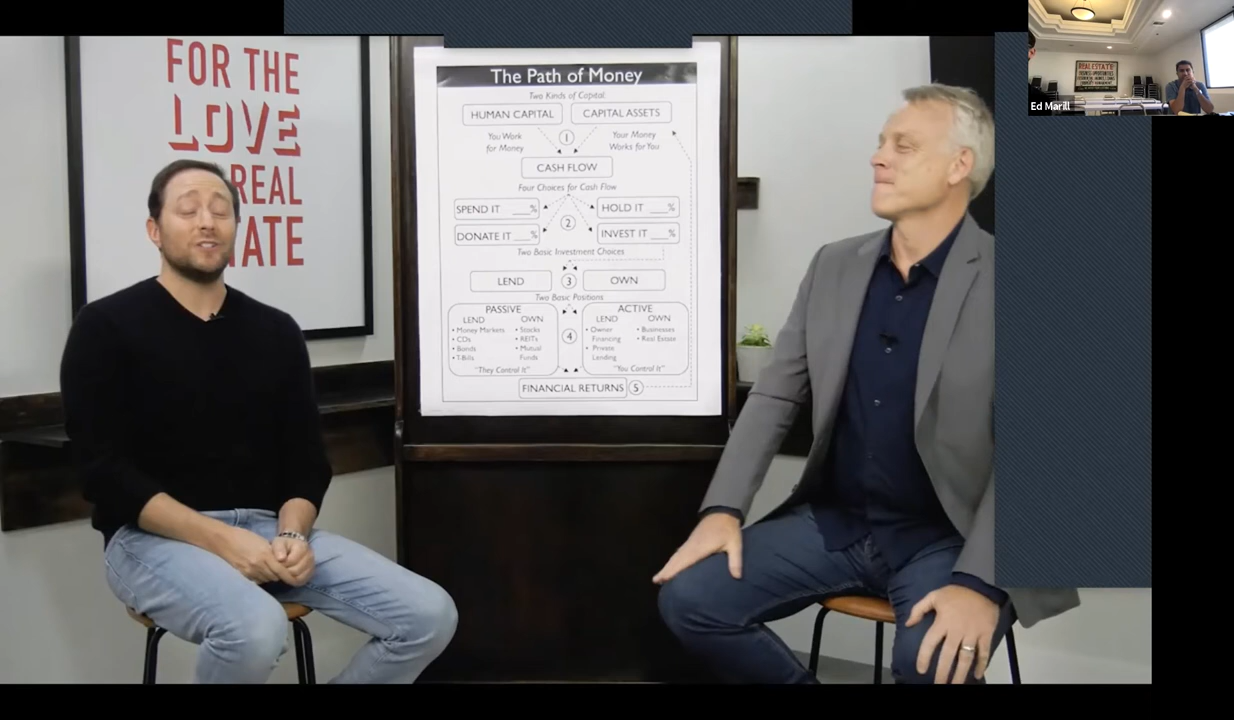 FOR THE
LOVE
REAL
TATE
The Path of Money
Two Kinds of Capital
HUMAN CAPITAL
CAPITAL ASSETS
You Work
for Money
1
Your Money
Works for You
CASH FLOW
Four Choices for Cash Flow
SPEND IT ___%
HOLD IT ___%
2
DONATE IT ___%
INVEST IT ___%
Two Basic Investment Choices
LEND
3
OWN
Two Basic Positions
PASSIVE
LEND
• Money Markets
• CDs
• Bonds
• T-Bills
OWN
• Stocks
• REITs
• Mutual
Funds
"They Control It"
4
ACTIVE
LEND
• Owner
Financing
• Private
Lending
OWN
• Businesses
• Real Estate
"You Control It"
FINANCIAL RETURNS
5
REAL ESTATE
Ed Marill